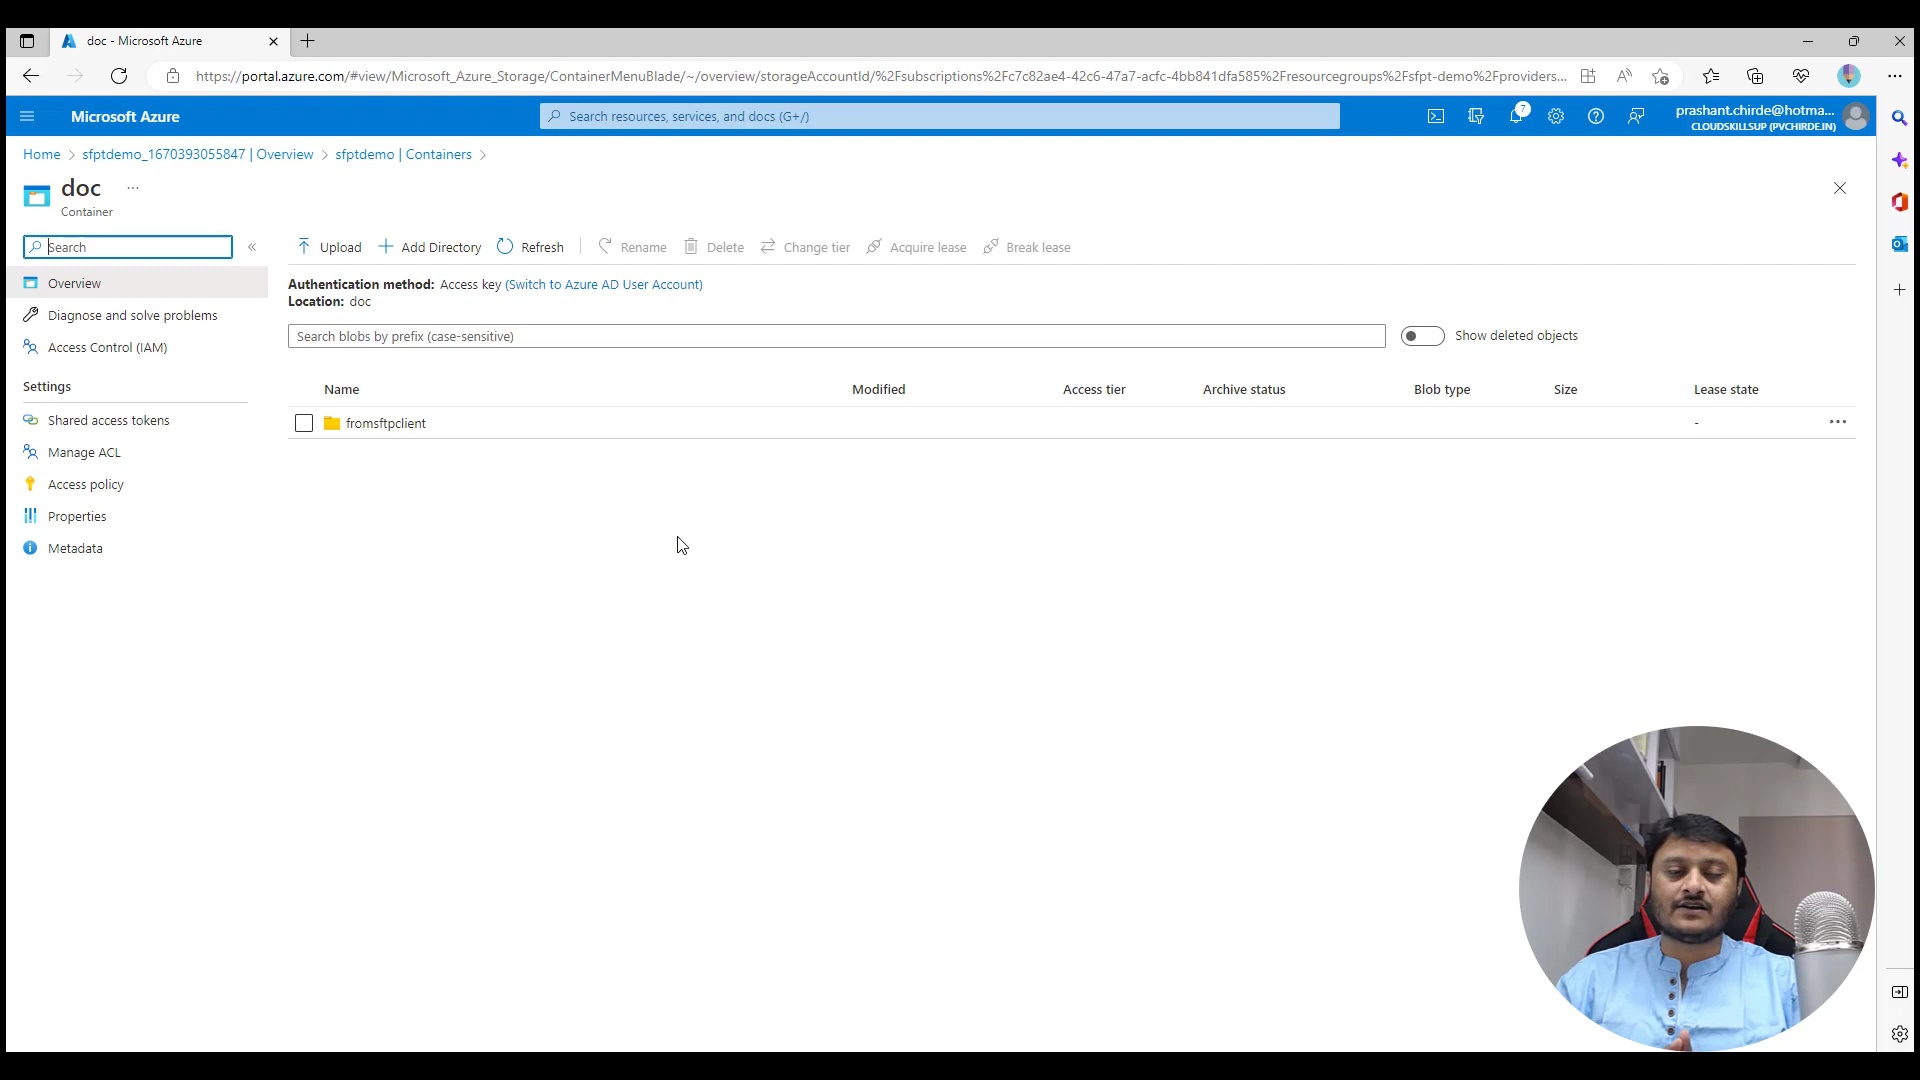 doc - Microsoft Azure
https://portal.azure.com/#view/Microsoft_Azure_Storage/ContainerMenuBlade/~/overview/storageAccountId/%2Fsubscriptions%2Fc7c82ae4-42c6-47a7-acfc-4bb841dfa585%2Fresourcegroups%2Fsfpt-demo%2Fproviders...
Microsoft Azure
Search resources, services, and docs (G+/)
7
prashant.chirde@hotma...
CLOUDSKILLSUP (PVCHIRDE.IN)
Home > sfptdemo_1670393055847 | Overview > sfptdemo | Containers >
doc ...
Container
Search
«
Upload Add Directory Refresh Rename Delete Change tier Acquire lease Break lease
Overview
Diagnose and solve problems
Access Control (IAM)
Settings
Shared access tokens
Manage ACL
Access policy
Properties
Metadata
Authentication method: Access key (Switch to Azure AD User Account)
Location: doc
Search blobs by prefix (case-sensitive)
Show deleted objects
Name Modified Access tier Archive status Blob type Size Lease state
fromsftpclient - ...